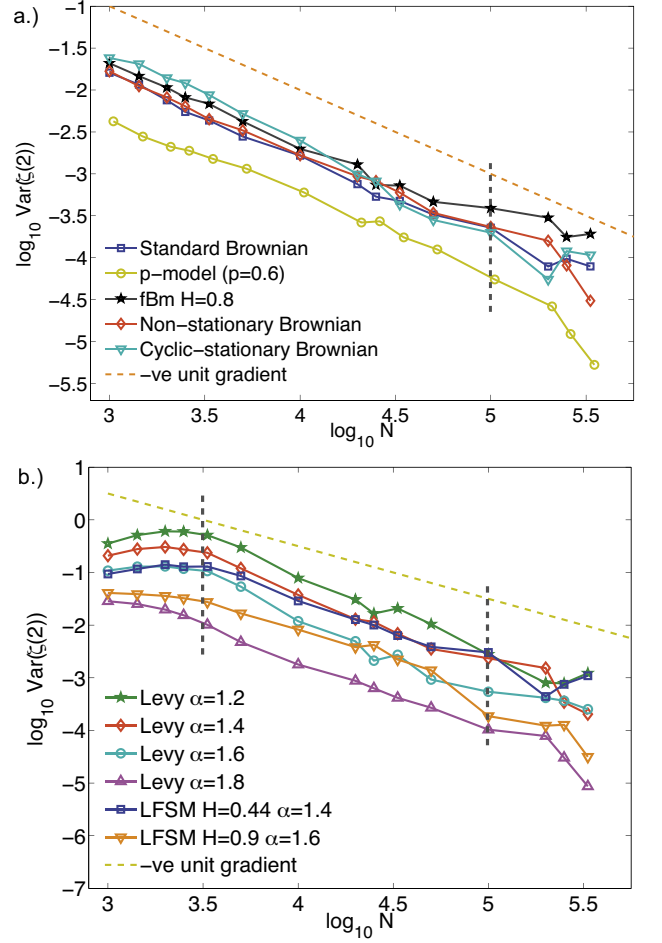 a.)
−1
−1.5
−2
−2.5
−3
−3.5
−4
−4.5
−5
−5.5
log10 Var(ζ(2))
Standard Brownian
p−model (p=0.6)
fBm H=0.8
Non−stationary Brownian
Cyclic−stationary Brownian
−ve unit gradient
3 3.5 4 4.5 5 5.5
log10 N
b.)
1
0
−1
−2
−3
−4
−5
−6
−7
log10 Var(ζ(2))
Levy α=1.2
Levy α=1.4
Levy α=1.6
Levy α=1.8
LFSM H=0.44 α=1.4
LFSM H=0.9 α=1.6
−ve unit gradient
3 3.5 4 4.5 5 5.5
log10 N